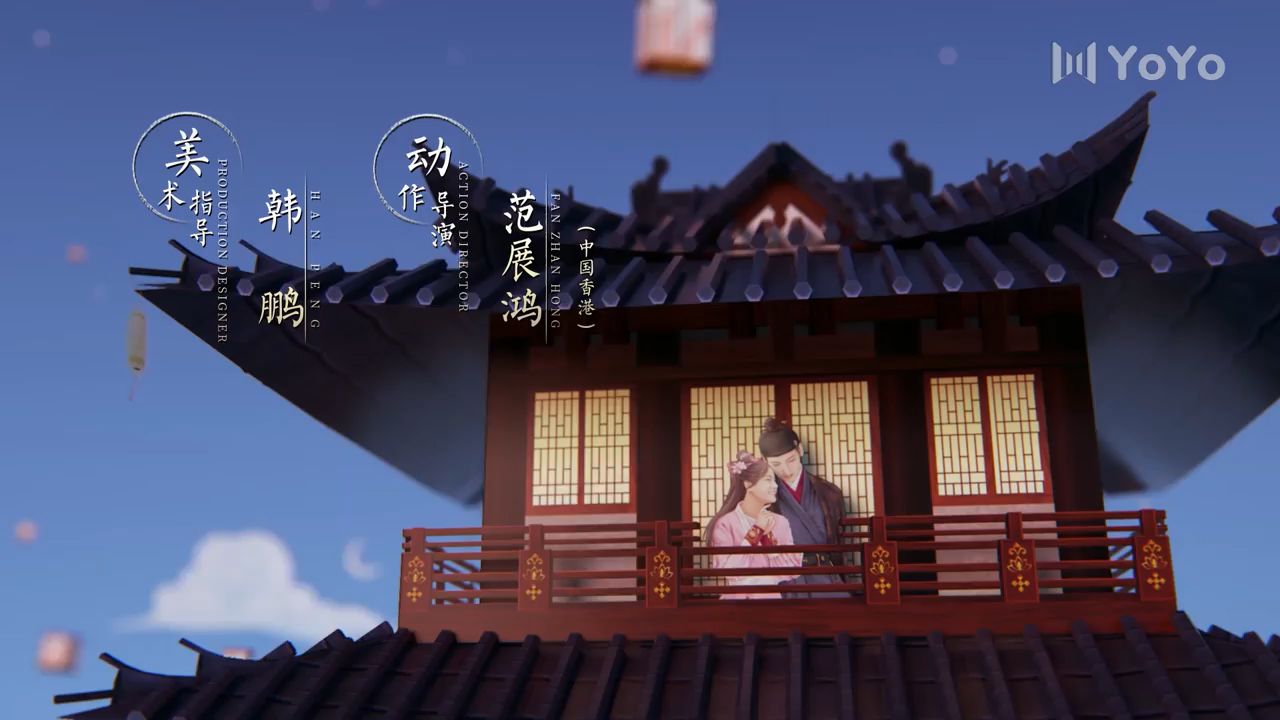 美术指导
PRODUCTION DESIGNER
韩鹏
HAN PENG
动作导演
ACTION DIRECTOR
范展鸿
FAN ZHAN HONG
(中国香港)
YoYo